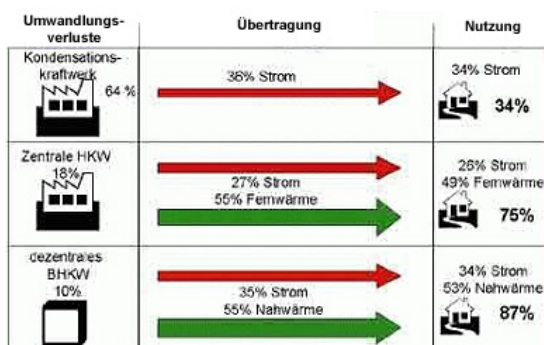 Umwandlungs-
verluste
Übertragung
Nutzung
Kondensations-
kraftwerk
64 %
36% Strom
34% Strom
34%
Zentrale HKW
18%
27% Strom
55% Fernwärme
26% Strom
49% Fernwärme
75%
dezentrales
BHKW
10%
35% Strom
55% Nahwärme
34% Strom
53% Nahwärme
87%